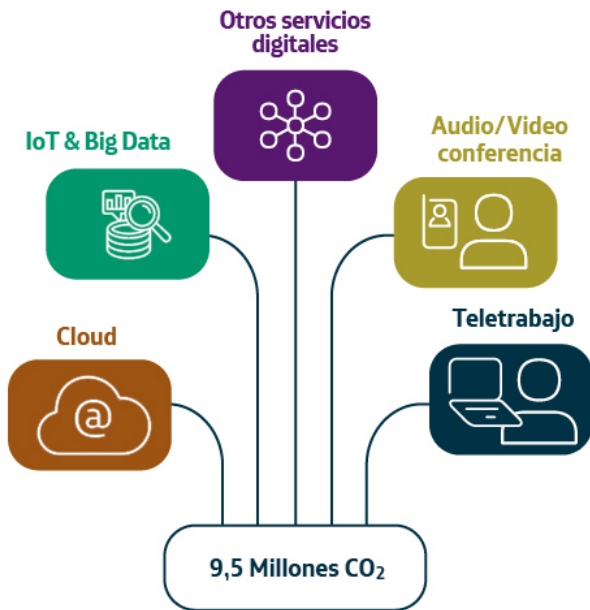 Otros servicios
digitales
IoT & Big Data
Audio/Video
conferencia
Cloud
@
Teletrabajo
9,5 Millones CO₂